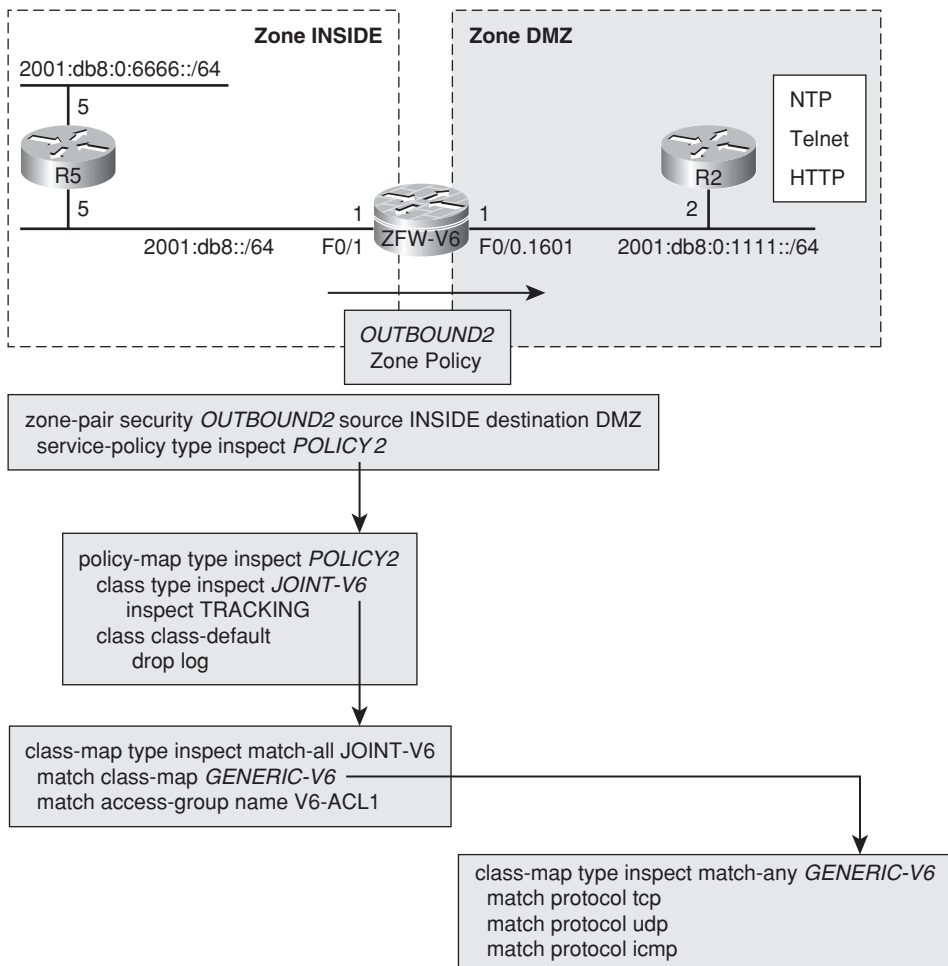 Zone INSIDE
Zone DMZ
2001:db8:0:6666::/64
5
R5
5
2001:db8::/64
1
F0/1
ZFW-V6
1
F0/0.1601
R2
2
2001:db8:0:1111::/64
NTP
Telnet
HTTP
OUTBOUND2
Zone Policy
zone-pair security OUTBOUND2 source INSIDE destination DMZ
service-policy type inspect POLICY 2
policy-map type inspect POLICY2
class type inspect JOINT-V6
inspect TRACKING
class class-default
drop log
class-map type inspect match-all JOINT-V6
match class-map GENERIC-V6
match access-group name V6-ACL1
class-map type inspect match-any GENERIC-V6
match protocol tcp
match protocol udp
match protocol icmp